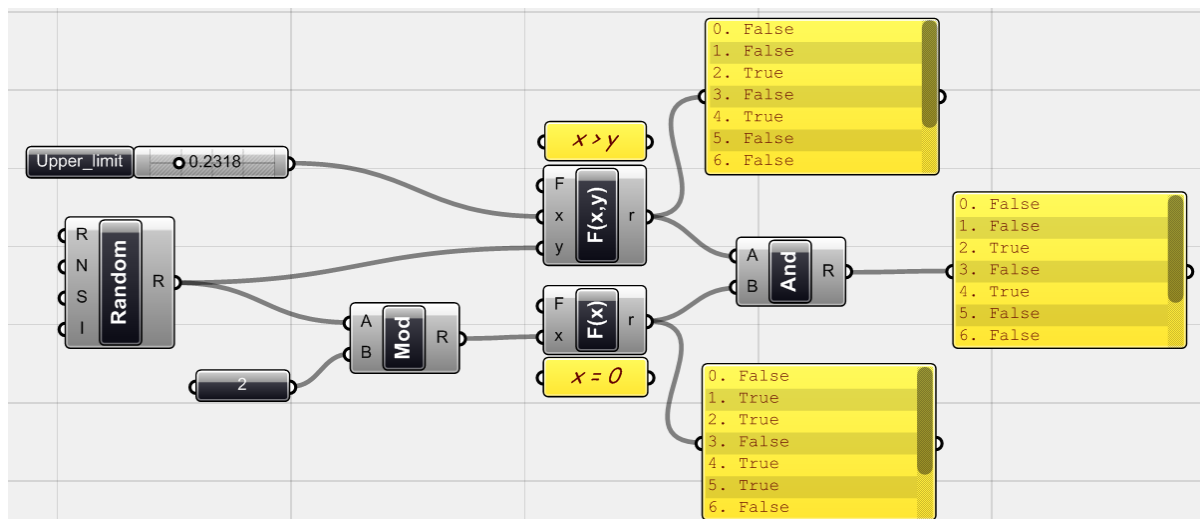 0. False
1. False
2. True
3. False
4. True
5. False
6. False
x > y
Upper_limit 0.2318
F
x
y
F(x,y)
r
R
N
S
I
Random
R
A
B
Mod
R
2
F
x
F(x)
r
x = 0
A
B
And
R
0. False
1. False
2. True
3. False
4. True
5. False
6. False
0. False
1. True
2. True
3. False
4. True
5. True
6. False